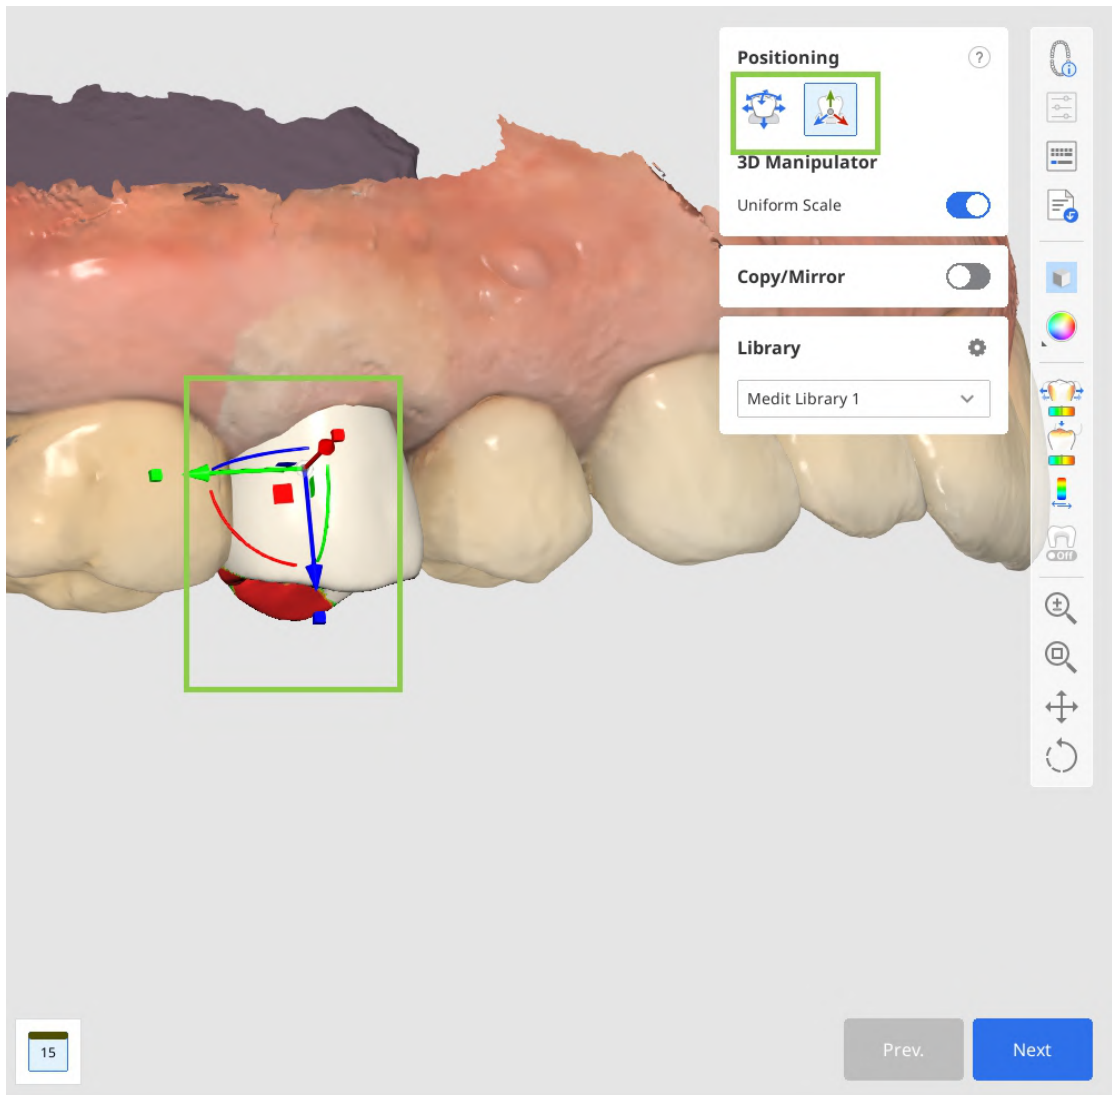 Positioning
?
3D Manipulator
Uniform Scale
Copy/Mirror
Library
Medit Library 1
Off
15
Prev.
Next